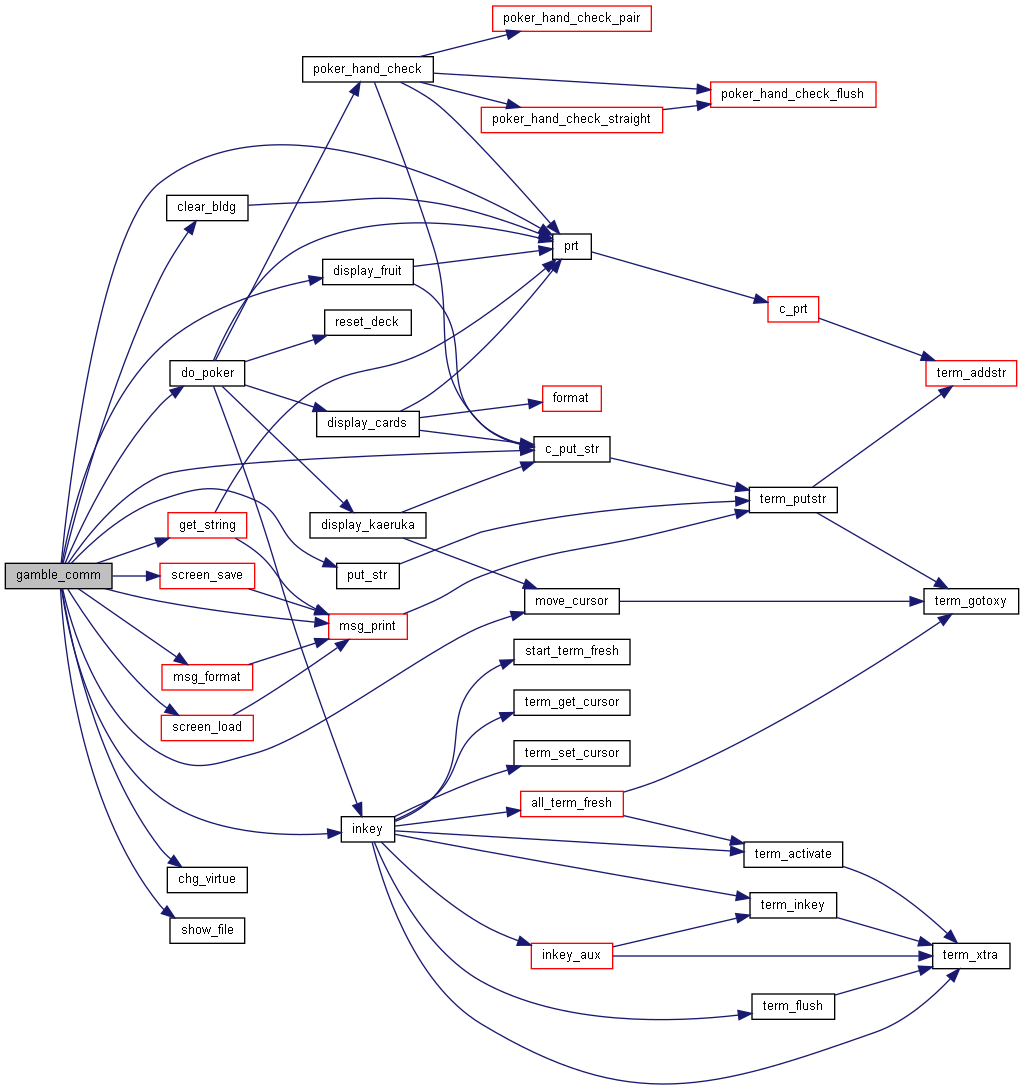 poker_hand_check_pair
poker_hand_check
poker_hand_check_flush
poker_hand_check_straight
clear_bldg
prt
display_fruit
c_prt
reset_deck
do_poker
term_addstr
format
display_cards
c_put_str
term_putstr
get_string
display_kaeruka
gamble_comm
screen_save
put_str
move_cursor
term_gotoxy
msg_print
start_term_fresh
msg_format
term_get_cursor
screen_load
term_set_cursor
all_term_fresh
inkey
term_activate
chg_virtue
term_inkey
show_file
inkey_aux
term_xtra
term_flush